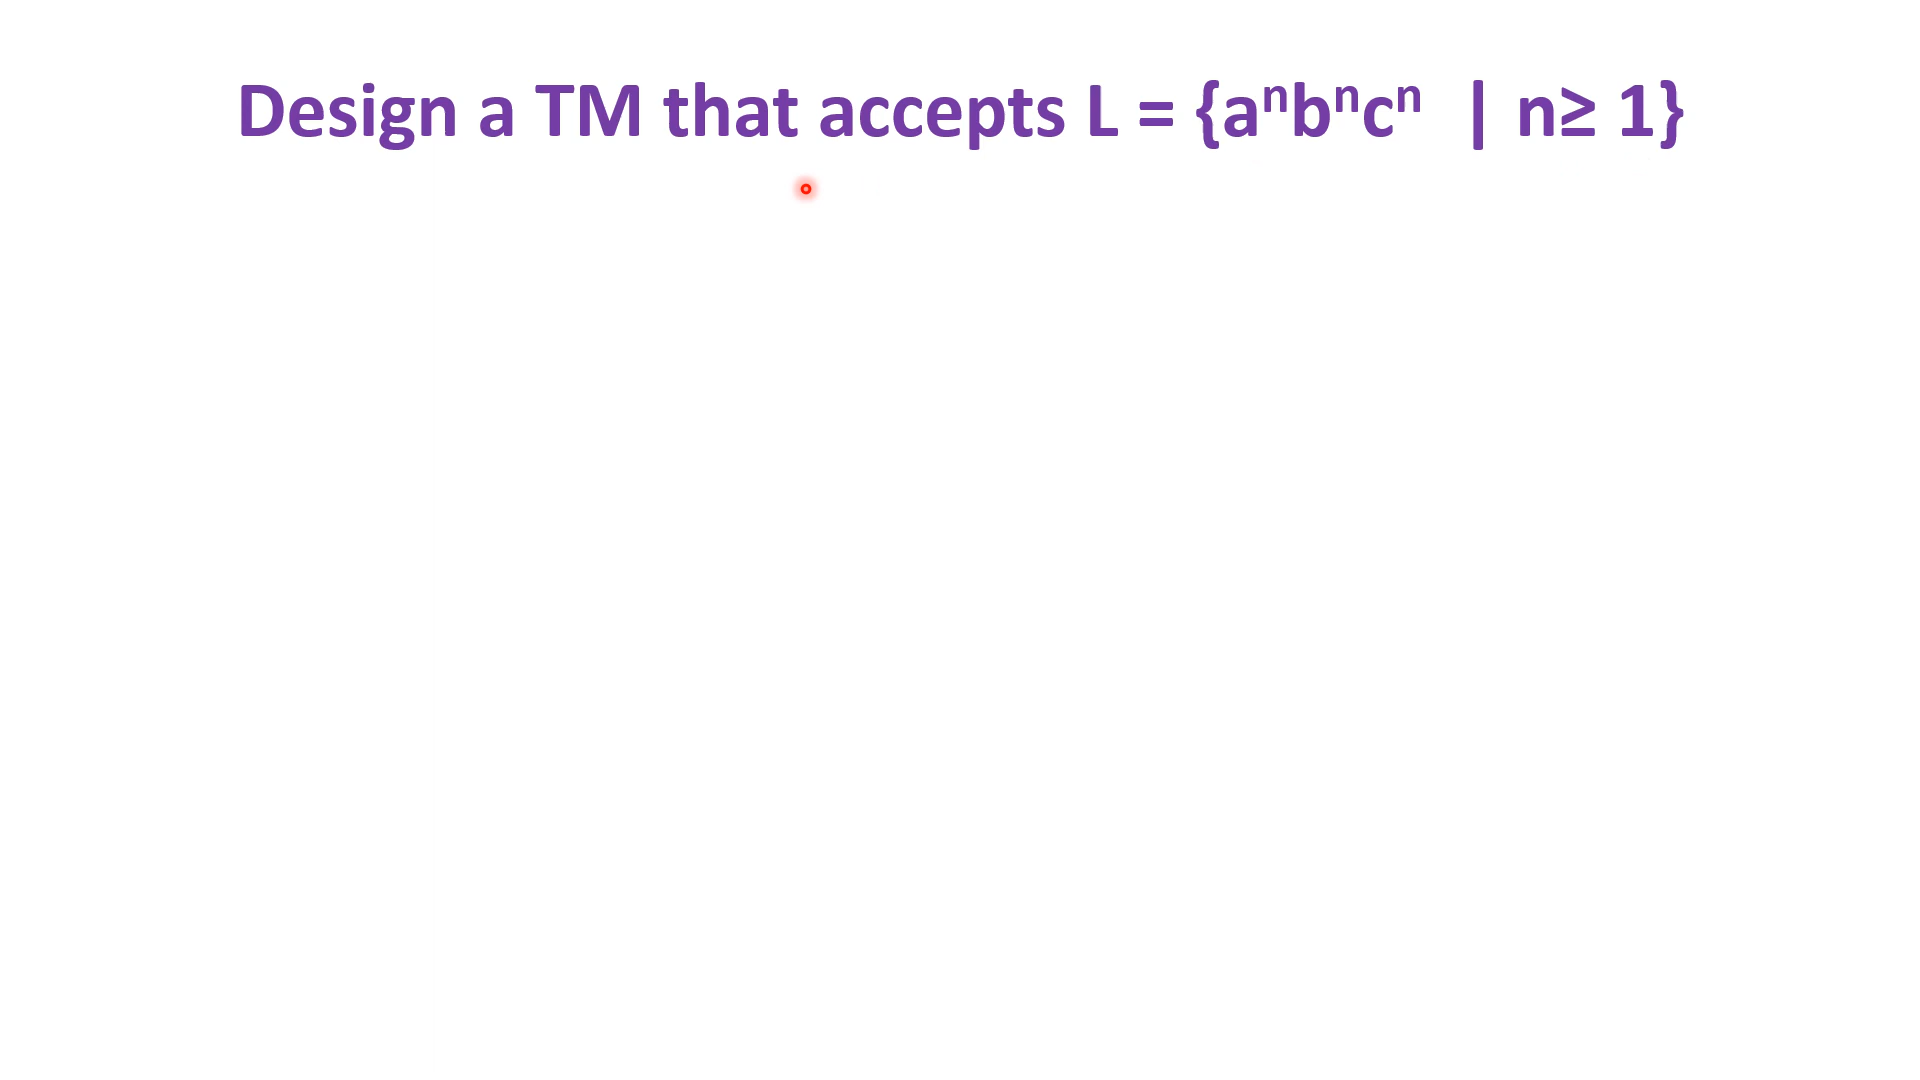 Design a TM that accepts L = {aⁿbⁿcⁿ | n≥ 1}